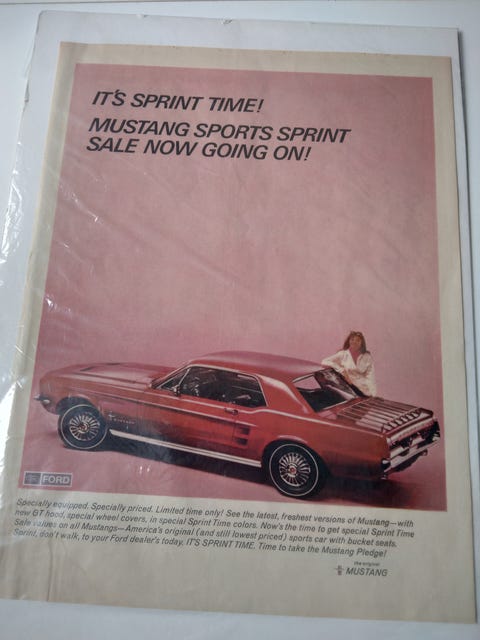 IT'S SPRINT TIME!
MUSTANG SPORTS SPRINT
SALE NOW GOING ON!
FORD
Specially equipped. Specially priced. Limited time only! See the latest, freshest versions of Mustang—with
new GT hood, special wheel covers, in special Sprint Time colors. Now's the time to get special Sprint Time
Sale values on all Mustangs—America's original (and still lowest priced) sports car with bucket seats.
Sprint, don't walk, to your Ford dealer's today. IT'S SPRINT TIME. Time to take the Mustang Pledge!
the original
MUSTANG